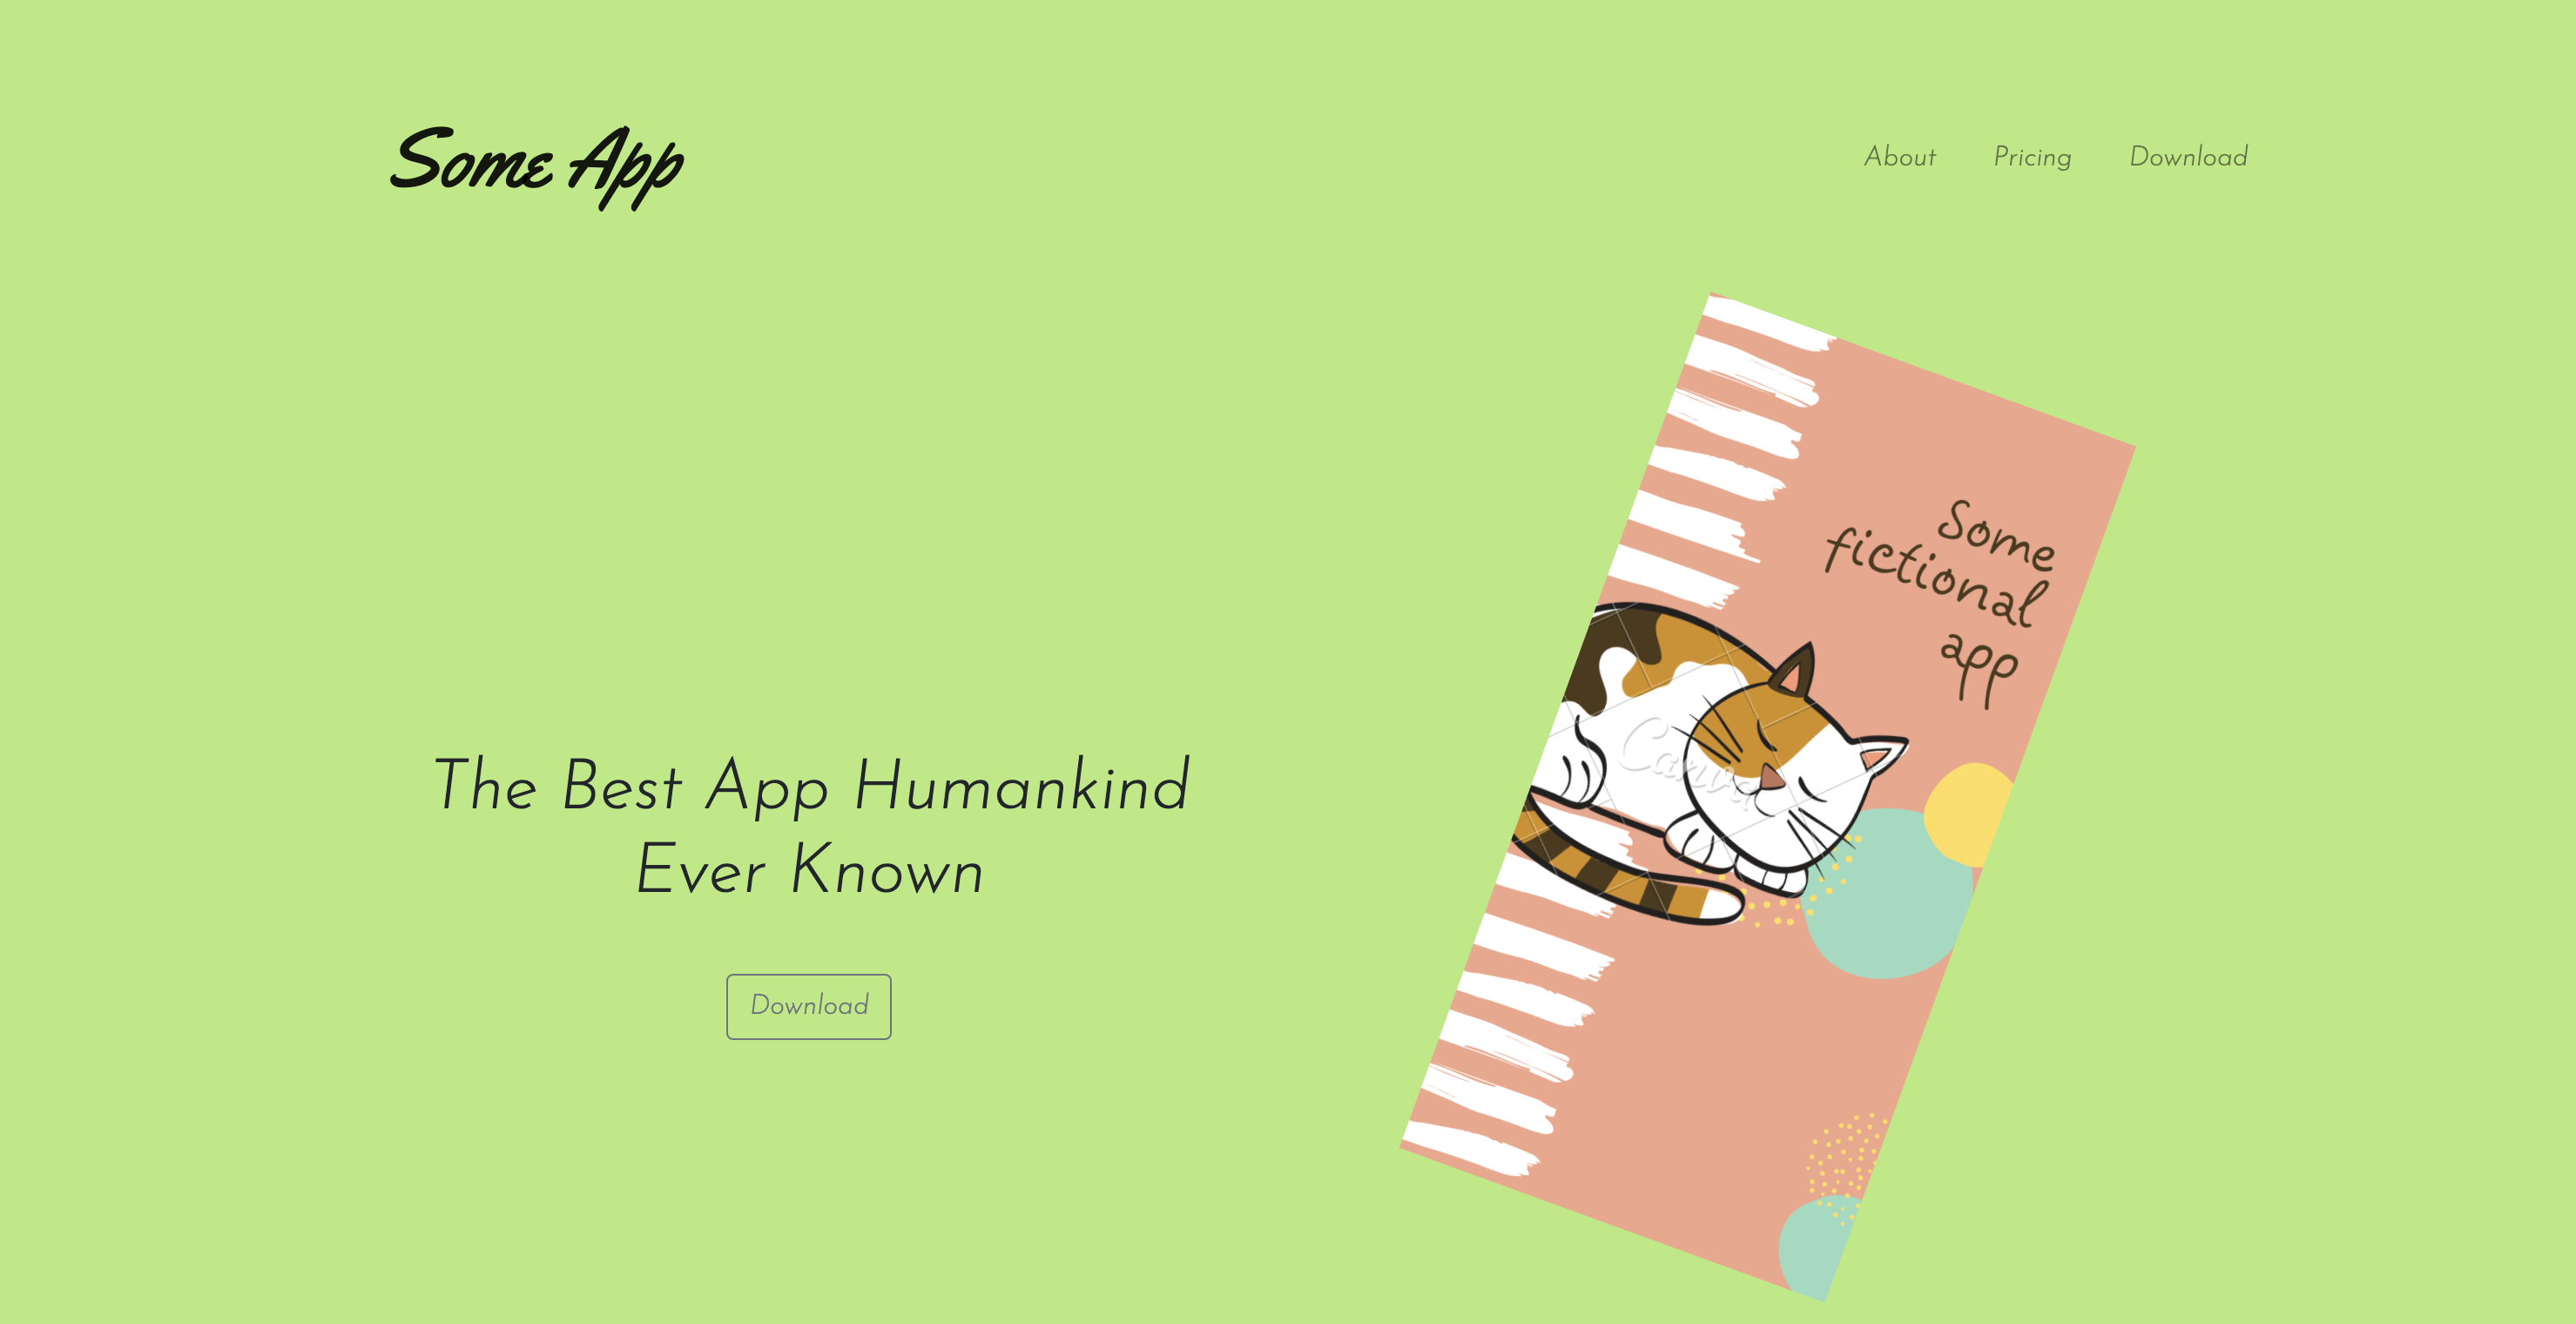 Some App
About Pricing Download
Some
fictional
app
Canva
The Best App Humankind
Ever Known
Download